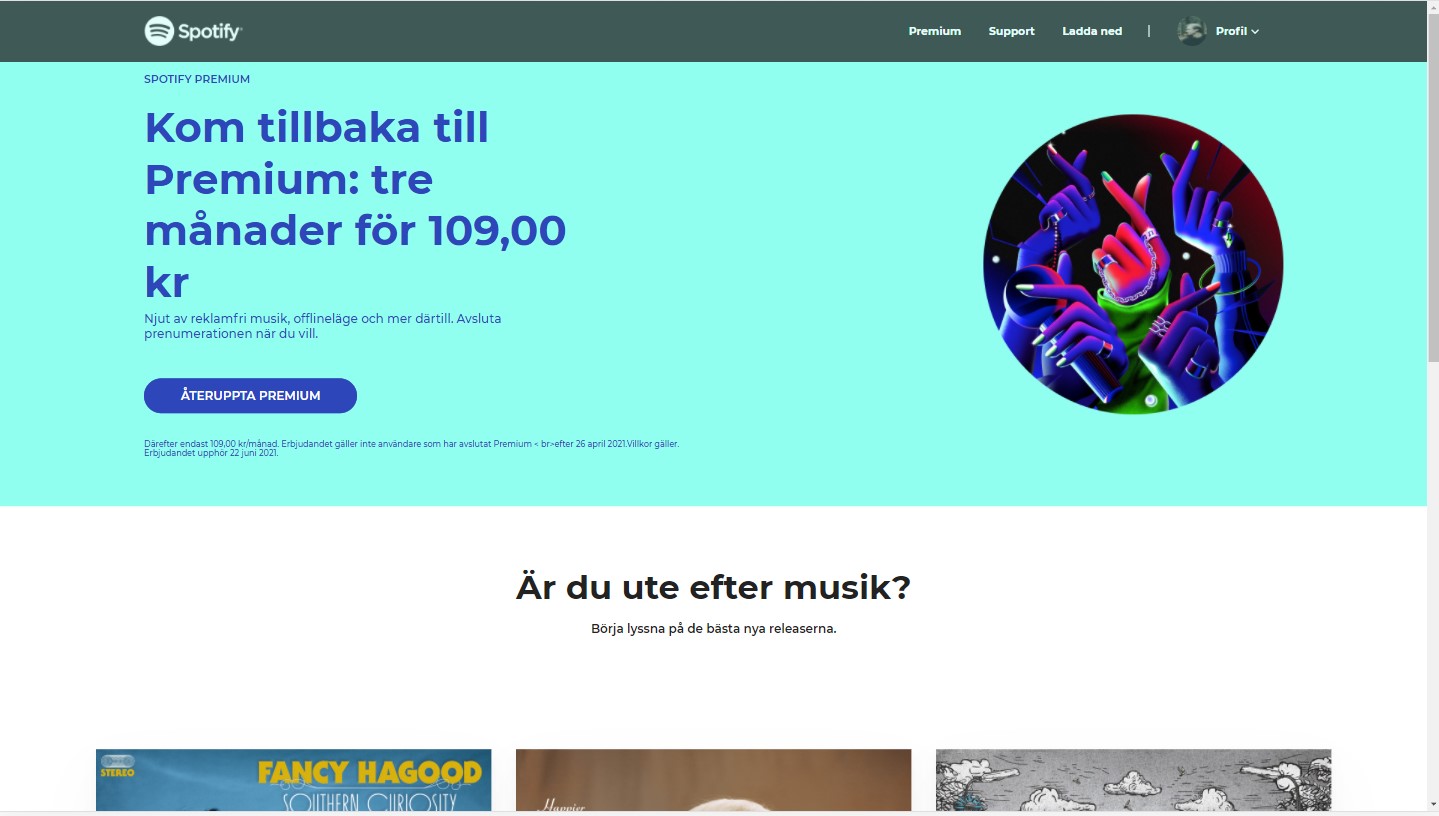 Spotify
Premium
Support
Ladda ned
|
Profil
SPOTIFY PREMIUM
Kom tillbaka till
Premium: tre
månader för 109,00
kr
Njut av reklamfri musik, offlineläge och mer därtill. Avsluta
prenumerationen när du vill.
ÅTERUPPTA PREMIUM
Därefter endast 109,00 kr/månad. Erbjudandet gäller inte användare som har avslutat Premium < br>efter 26 april 2021.Villkor gäller.
Erbjudandet upphör 22 juni 2021.
Är du ute efter musik?
Börja lyssna på de bästa nya releaserna.
STEREO
FANCY HAGOOD
SOUTHERN CURIOSITY
Happier